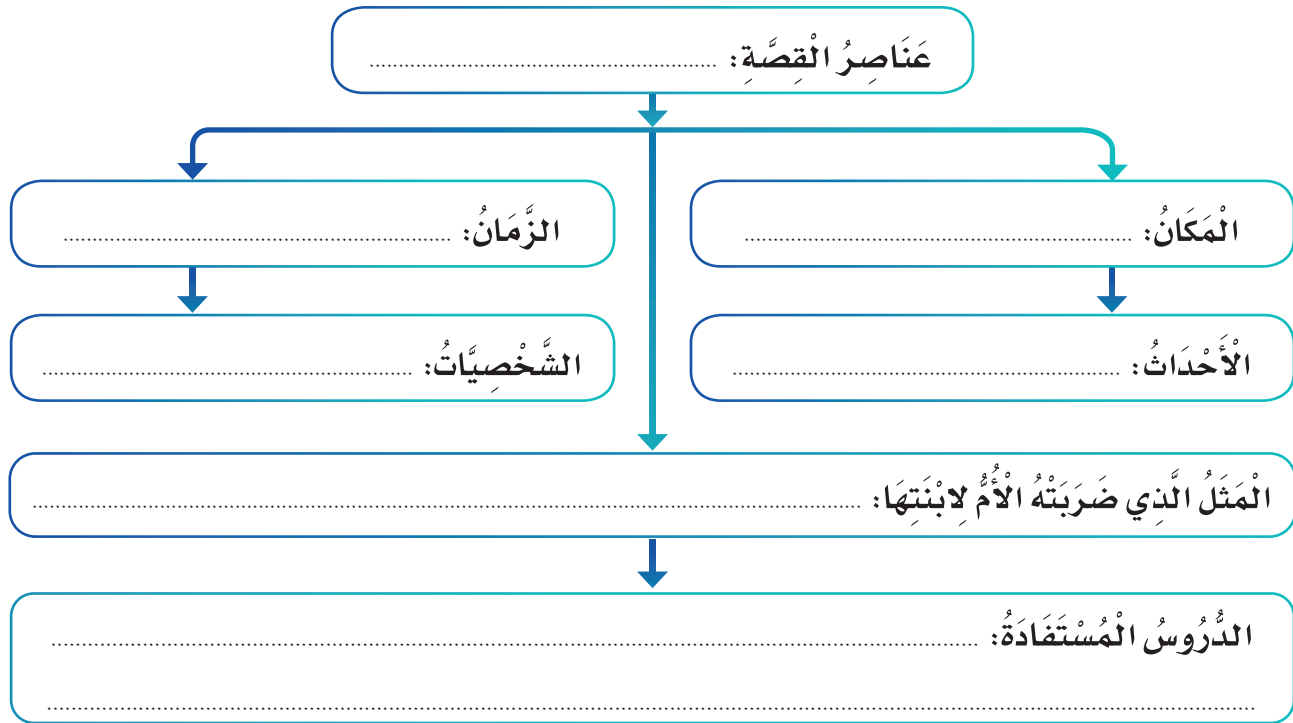 عَنَاصِرُ الْقِصَّةِ: ........................................................
الْمَكَانُ: ........................................................
الزَّمَانُ: ........................................................
الْأَحْدَاثُ: ........................................................
الشَّخْصِيَّاتُ: ........................................................
الْمَثَلُ الَّذِي ضَرَبَتْهُ الْأُمُّ لِابْنَتِهَا: ........................................................
الدُّرُوسُ الْمُسْتَفَادَةُ: ........................................................
........................................................